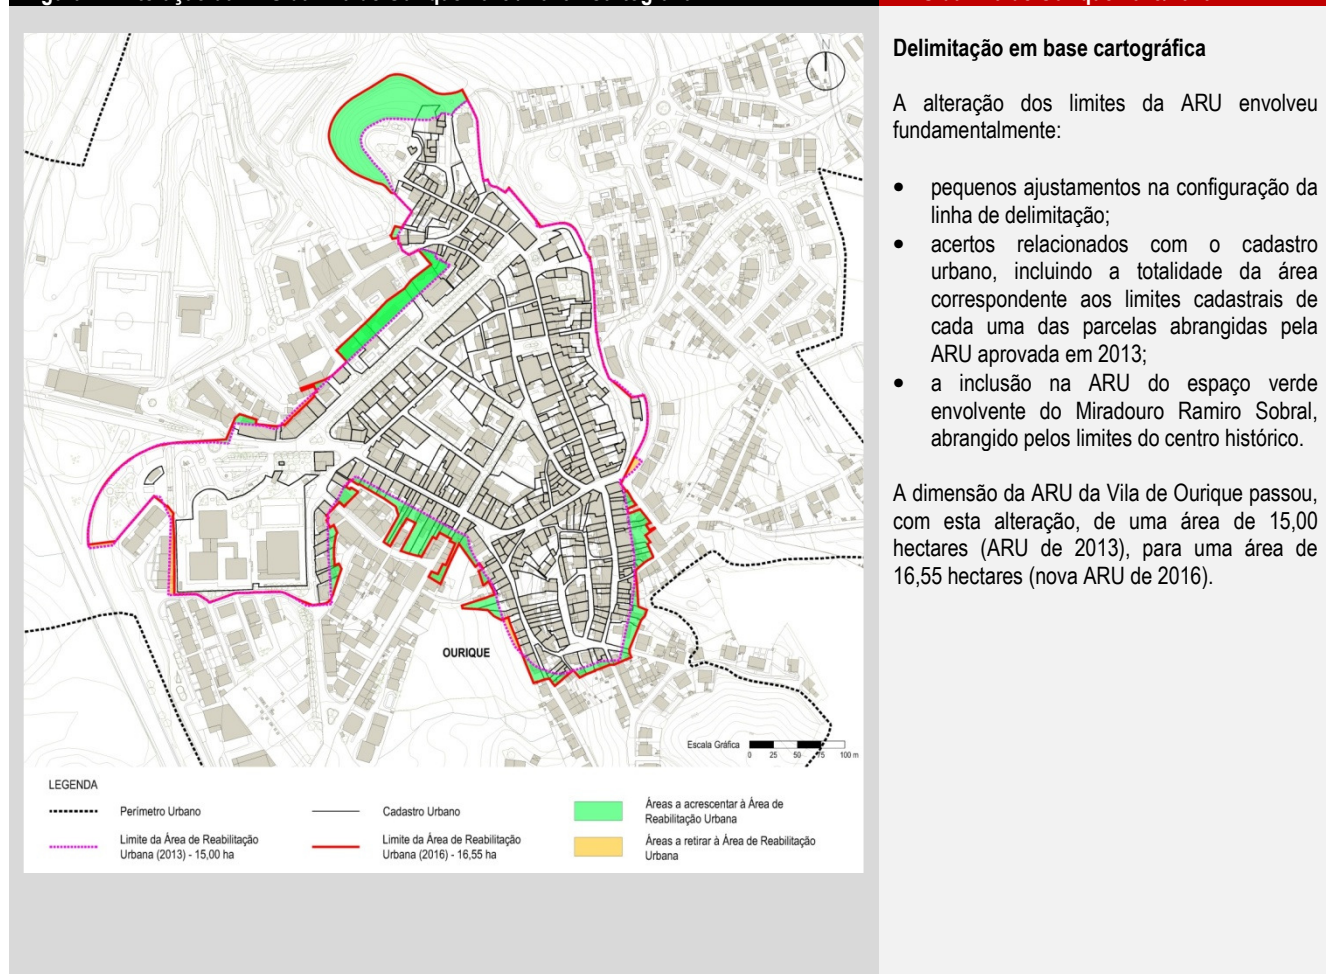 N
OURIQUE
Escala Gráfica
0 25 50 75 100 m
LEGENDA
Perímetro Urbano
Cadastro Urbano
Áreas a acrescentar à Área de
Reabilitação Urbana
Limite da Área de Reabilitação
Urbana (2013) - 15,00 ha
Limite da Área de Reabilitação
Urbana (2016) - 16,55 ha
Áreas a retirar à Área de Reabilitação
Urbana
Delimitação em base cartográfica
A alteração dos limites da ARU envolveu
fundamentalmente:
• pequenos ajustamentos na configuração da
linha de delimitação;
• acertos relacionados com o cadastro
urbano, incluindo a totalidade da área
correspondente aos limites cadastrais de
cada uma das parcelas abrangidas pela
ARU aprovada em 2013;
• a inclusão na ARU do espaço verde
envolvente do Miradouro Ramiro Sobral,
abrangido pelos limites do centro histórico.
A dimensão da ARU da Vila de Ourique passou,
com esta alteração, de uma área de 15,00
hectares (ARU de 2013), para uma área de
16,55 hectares (nova ARU de 2016).